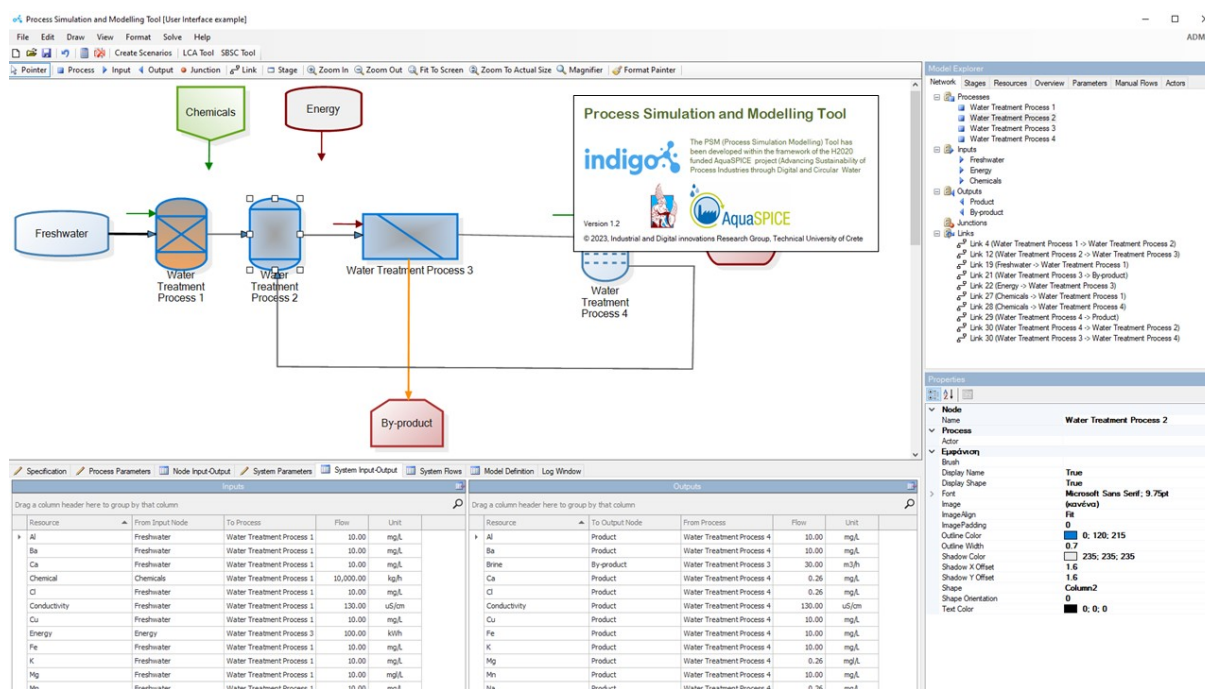 Process Simulation and Modelling Tool [User Interface example]
File Edit Draw View Format Solve Help
ADM
Create Scenarios LCA Tool SBSC Tool
Pointer Process Input Output Junction Link Stage Zoom In Zoom Out Fit To Screen Zoom To Actual Size Magnifier Format Painter
Chemicals
Energy
Freshwater
Water
Treatment
Process 1
Water
Treatment
Process 2
Water Treatment Process 3
Water
Treatment
Process 4
By-product
Process Simulation and Modelling Tool
indigo
The PSM (Process Simulation Modelling) Tool has
been developed within the framework of the H2020
funded AquaSPICE project (Advancing Sustainability of
Process Industries through Digital and Circular Water
AquaSPICE
Version 1.2
© 2023, Industrial and Digital innovations Research Group, Technical University of Crete
Model Explorer
Network Stages Resources Overview Parameters Manual Rows Actors
Processes
Water Treatment Process 1
Water Treatment Process 2
Water Treatment Process 3
Water Treatment Process 4
Inputs
Freshwater
Energy
Chemicals
Outputs
Product
By-product
Junctions
Links
Link 4 (Water Treatment Process 1 -> Water Treatment Process 2)
Link 12 (Water Treatment Process 2 -> Water Treatment Process 3)
Link 19 (Freshwater -> Water Treatment Process 1)
Link 21 (Water Treatment Process 3 -> By-product)
Link 22 (Energy -> Water Treatment Process 3)
Link 27 (Chemicals -> Water Treatment Process 1)
Link 28 (Chemicals -> Water Treatment Process 4)
Link 29 (Water Treatment Process 4 -> Product)
Link 30 (Water Treatment Process 4 -> Water Treatment Process 2)
Link 30 (Water Treatment Process 3 -> Water Treatment Process 4)
Properties
Node
Name Water Treatment Process 2
Process
Actor
Εμφάνιση
Brush
Display Name True
Display Shape True
Font Microsoft Sans Serif; 9.75pt
Image (κανένα)
ImageAlign Fit
ImagePadding 0
Outline Color 0; 120; 215
Outline Width 0.7
Shadow Color 235; 235; 235
Shadow X Offset 1.6
Shadow Y Offset 1.6
Shape Column2
Shape Orientation 0
Text Color 0; 0; 0
Specification Process Parameters Node Input-Output System Parameters System Input-Output System Rows Model Definition Log Window
Inputs
Drag a column header here to group by that column
Resource From Input Node To Process Flow Unit
Al Freshwater Water Treatment Process 1 10.00 mg/L
Ba Freshwater Water Treatment Process 1 10.00 mg/L
Ca Freshwater Water Treatment Process 1 10.00 mg/L
Chemical Chemicals Water Treatment Process 1 10,000.00 kg/h
Cl Freshwater Water Treatment Process 1 10.00 mg/L
Conductivity Freshwater Water Treatment Process 1 130.00 uS/cm
Cu Freshwater Water Treatment Process 1 10.00 mg/L
Energy Energy Water Treatment Process 3 100.00 kWh
Fe Freshwater Water Treatment Process 1 10.00 mg/L
K Freshwater Water Treatment Process 1 10.00 mg/L
Mg Freshwater Water Treatment Process 1 10.00 mg/L
Mn Freshwater Water Treatment Process 1 10.00 mg/L
Outputs
Drag a column header here to group by that column
Resource To Output Node From Process Flow Unit
Al Product Water Treatment Process 4 10.00 mg/L
Ba Product Water Treatment Process 4 10.00 mg/L
Brine By-product Water Treatment Process 3 30.00 m3/h
Ca Product Water Treatment Process 4 0.26 mg/L
Cl Product Water Treatment Process 4 0.26 mg/L
Conductivity Product Water Treatment Process 4 130.00 uS/cm
Cu Product Water Treatment Process 4 10.00 mg/L
Fe Product Water Treatment Process 4 10.00 mg/L
K Product Water Treatment Process 4 10.00 mg/L
Mg Product Water Treatment Process 4 0.26 mg/L
Mn Product Water Treatment Process 4 10.00 mg/L
Na Product Water Treatment Process 4 0.26 mg/L